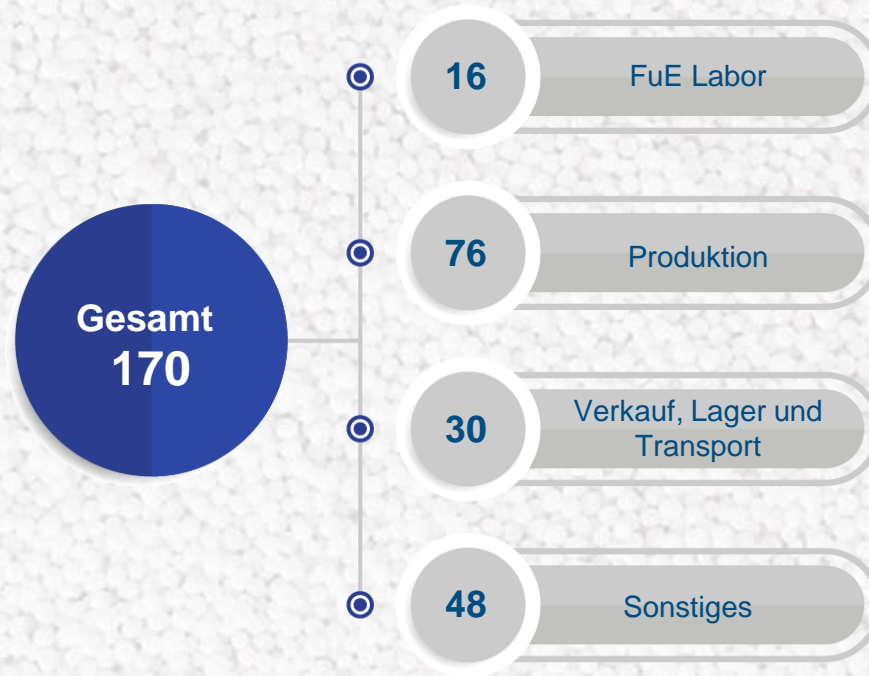 Gesamt
170
16
FuE Labor
76
Produktion
30
Verkauf, Lager und
Transport
48
Sonstiges